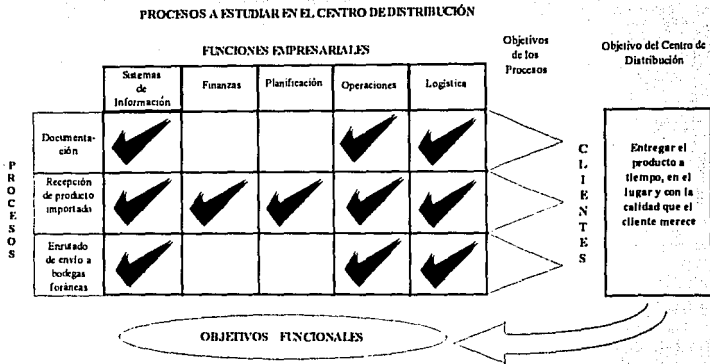 PROCESOS A ESTUDIAR EN EL CENTRO DE DISTRIBUCIÓN
FUNCIONES EMPRESARIALES
Objetivos
de los
Procesos
Objetivo del Centro de
Distribución
Sistemas
de
Información
Finanzas
Planificación
Operaciones
Logística
PROCESOS
Documenta-
ción
Recepción
de producto
importado
Enrutado
de envío a
bodegas
foráneas
CLIENTES
Entregar el
producto a
tiempo, en el
lugar y con la
calidad que el
cliente merece
OBJETIVOS FUNCIONALES